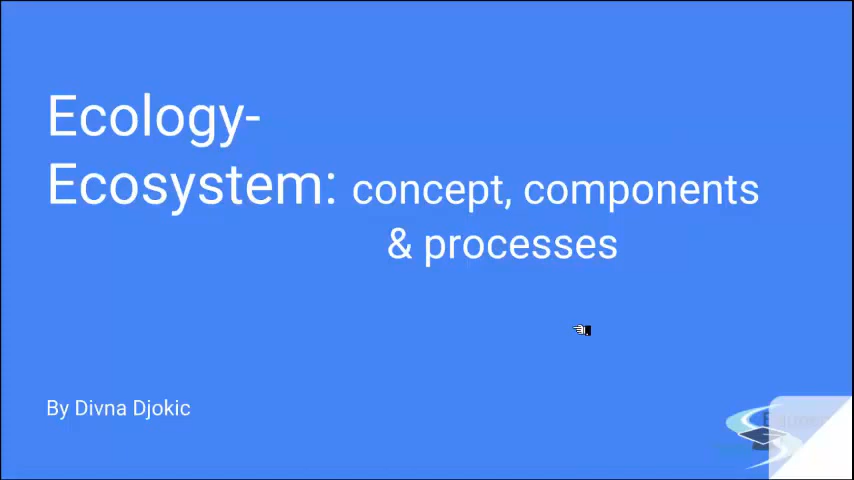 Ecology-
Ecosystem: concept, components
& processes
By Divna Djokic